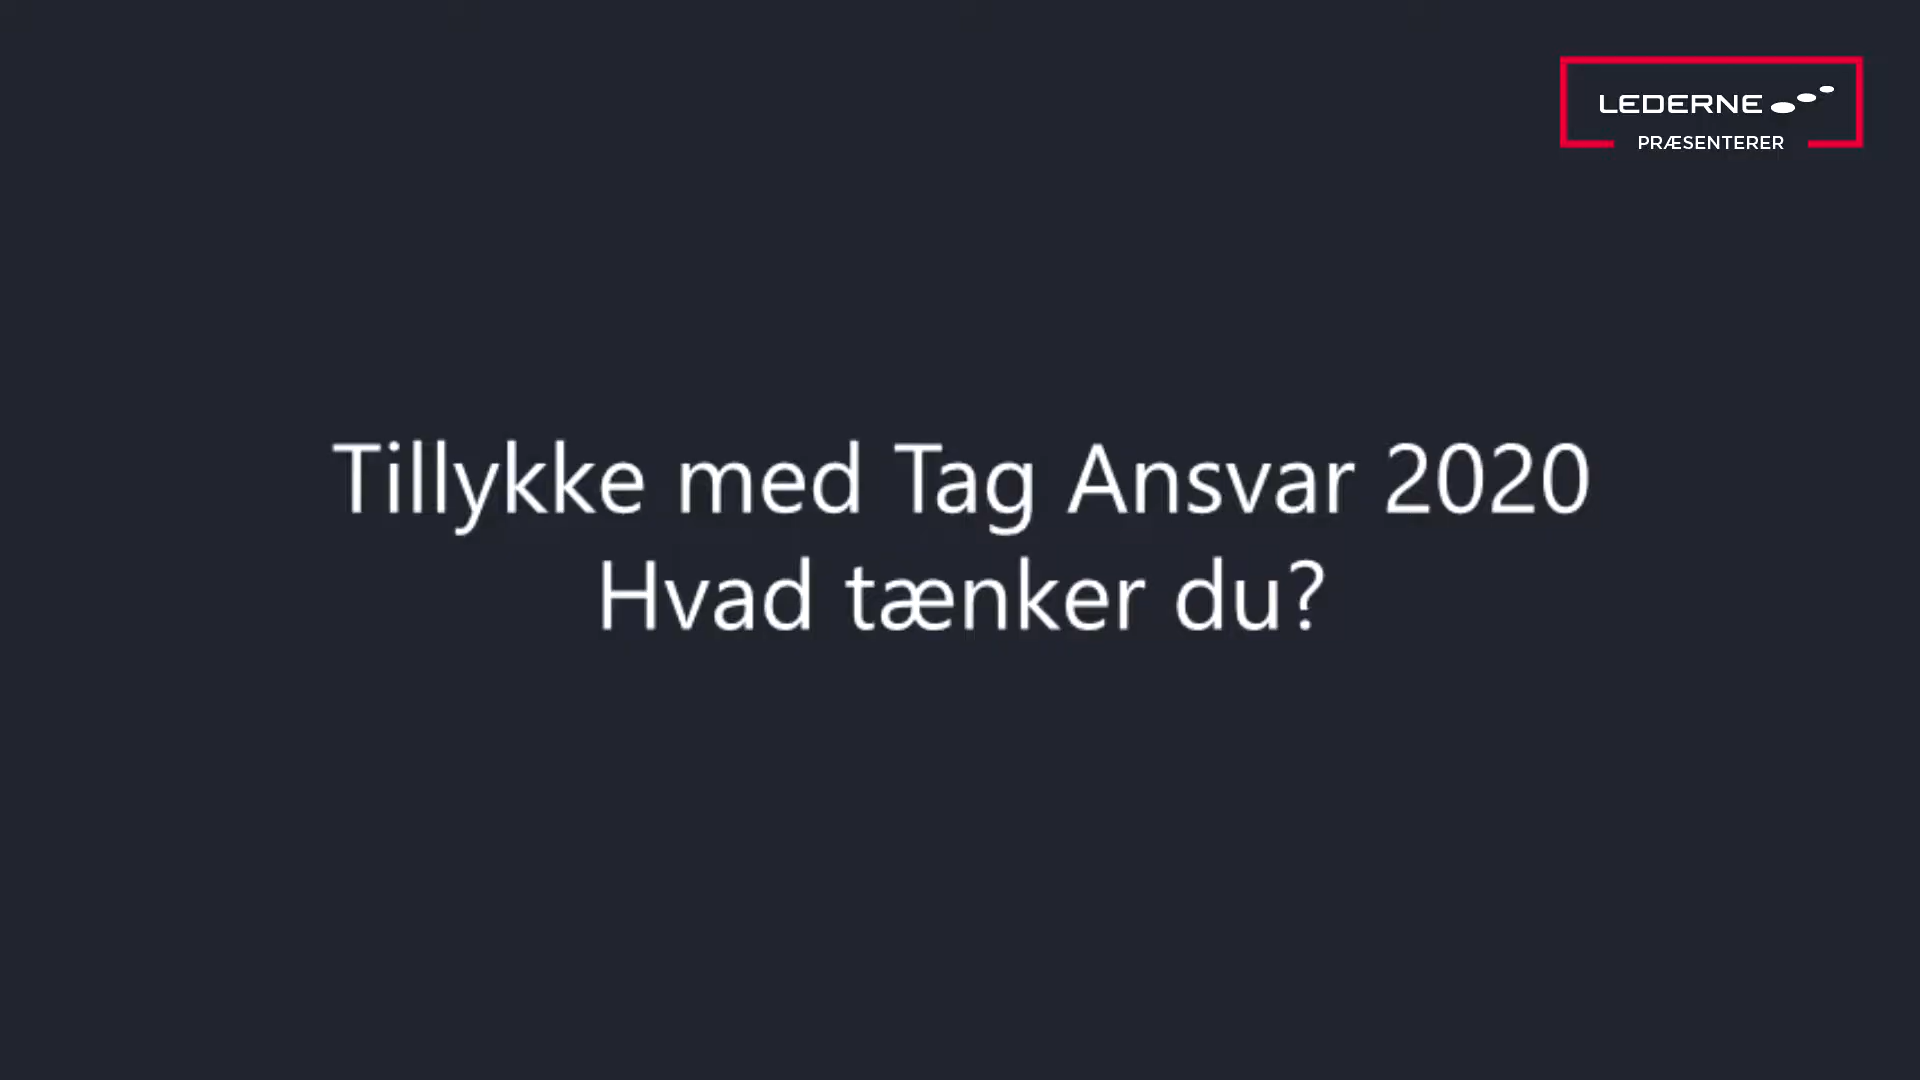 LEDERNE
PRÆSENTERER
Tillykke med Tag Ansvar 2020
Hvad tænker du?